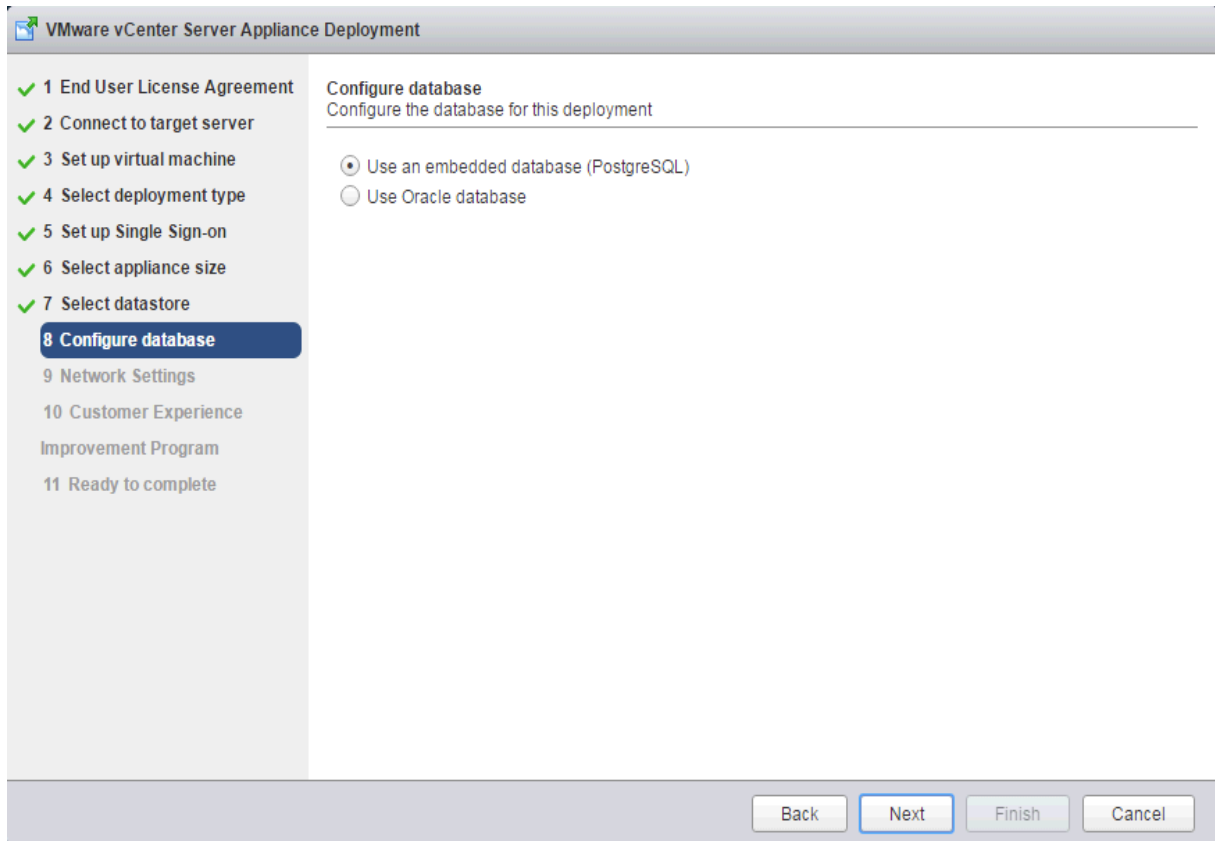 VMware vCenter Server Appliance Deployment
1 End User License Agreement
2 Connect to target server
3 Set up virtual machine
4 Select deployment type
5 Set up Single Sign-on
6 Select appliance size
7 Select datastore
8 Configure database
9 Network Settings
10 Customer Experience
Improvement Program
11 Ready to complete
Configure database
Configure the database for this deployment
Use an embedded database (PostgreSQL)
Use Oracle database
Back
Next
Finish
Cancel